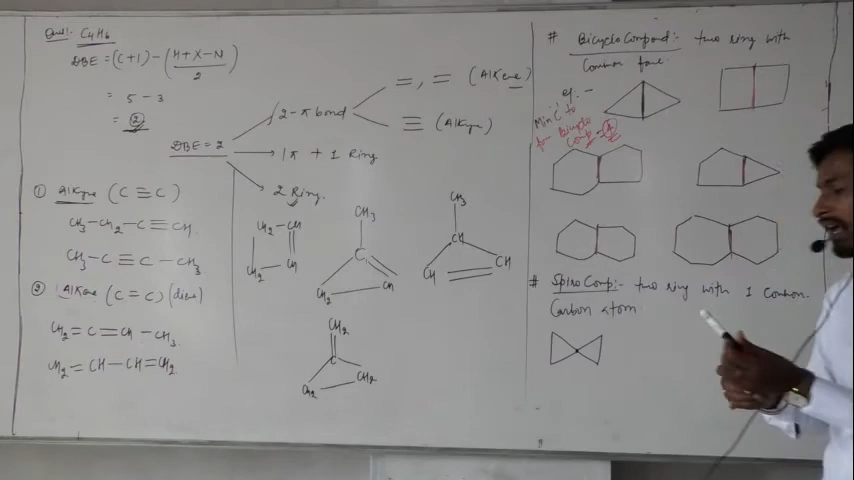 Ques! C4H6
DBE = (C+1) - (H+X-N / 2)
= 5 - 3
= 2
DBE = 2
2-π bond
=, = (Alkene)
≡ (Alkyne)
1π + 1 Ring
2 Ring.
① Alkyne (C≡C)
CH3-CH2-C≡CH
CH3-C≡C-CH3
② Alkene (C=C) (diene)
CH2=C=CH-CH3
CH2=CH-CH=CH2
CH2-CH
CH2-CH
CH3
C
CH2 CH
CH3
CH
CH CH
CH2
C
CH2 CH2
# Bicyclo Compond:- two ring with
Common face.
eg:-
Min 'C' to
for Bicyclo
Comp = 4
# Spiro Comp:- two ring with 1 Common.
Carbon atom